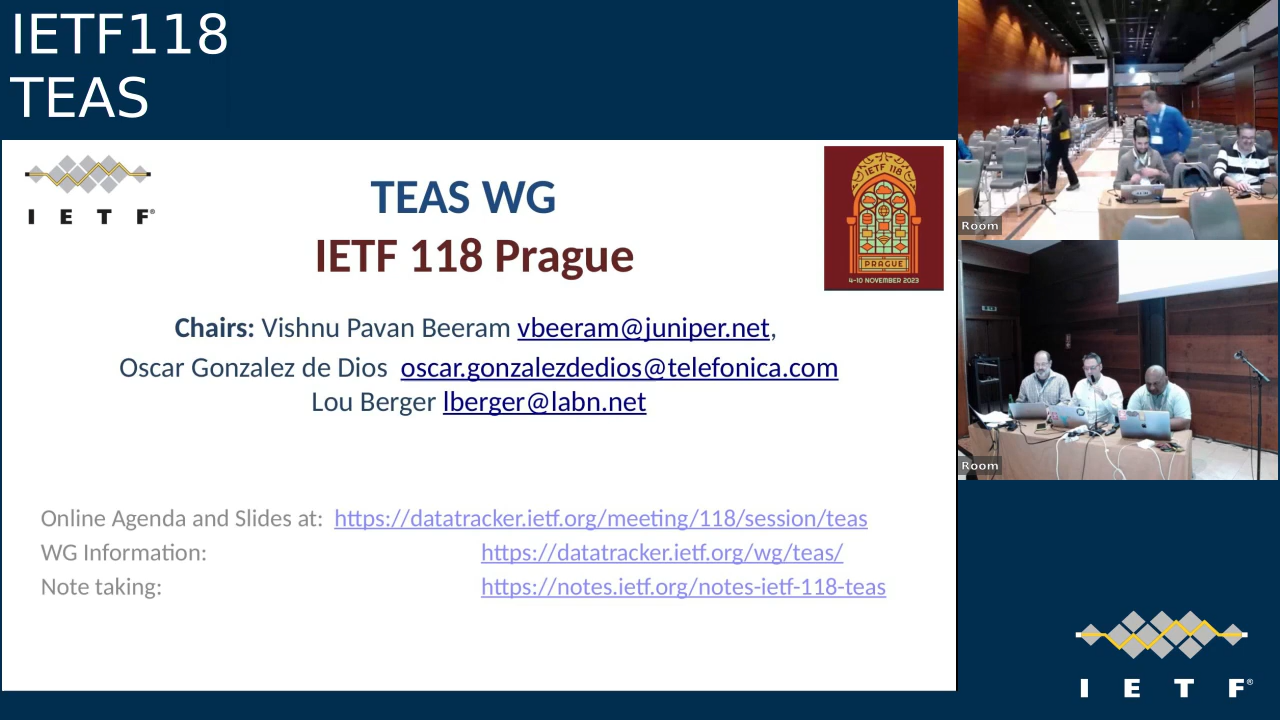 IETF118
TEAS
I E T F®
TEAS WG
IETF 118 Prague
IETF 118
PRAGUE
4-10 NOVEMBER 2023
Chairs: Vishnu Pavan Beeram vbeeram@juniper.net,
Oscar Gonzalez de Dios oscar.gonzalezdedios@telefonica.com
Lou Berger lberger@labn.net
Online Agenda and Slides at: https://datatracker.ietf.org/meeting/118/session/teas
WG Information: https://datatracker.ietf.org/wg/teas/
Note taking: https://notes.ietf.org/notes-ietf-118-teas
Room
Room
I E T F®